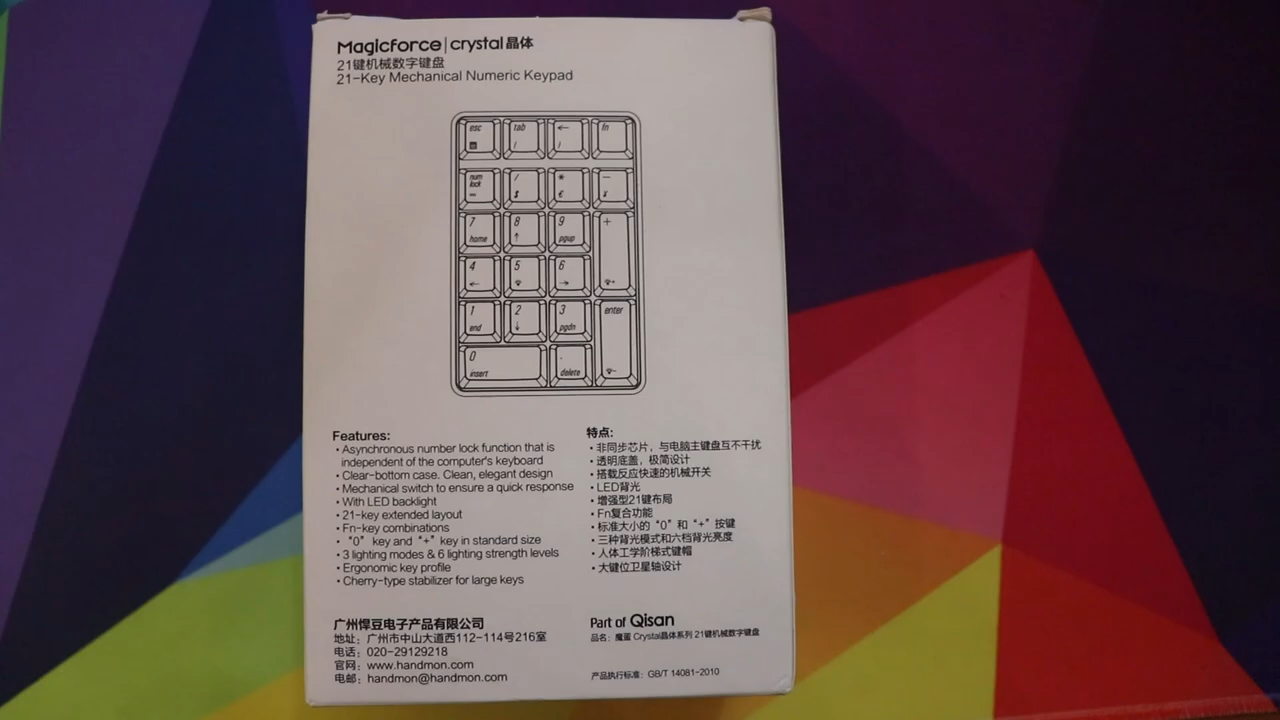 Magicforce | crystal晶体
21键机械数字键盘
21-Key Mechanical Numeric Keypad
esc tab ← fn
num lock / * −
$ € ¥
7 8 9 +
home ↑ pgup
4 5 6
← →
1 2 3 enter
end ↓ pgdn
0 .
insert delete
Features:
• Asynchronous number lock function that is
independent of the computer's keyboard
• Clear-bottom case. Clean, elegant design
• Mechanical switch to ensure a quick response
• With LED backlight
• 21-key extended layout
• Fn-key combinations
• "0" key and "+" key in standard size
• 3 lighting modes & 6 lighting strength levels
• Ergonomic key profile
• Cherry-type stabilizer for large keys
特点:
• 非同步芯片，与电脑主键盘互不干扰
• 透明底盖，极简设计
• 搭载反应快速的机械开关
• LED背光
• 增强型21键布局
• Fn复合功能
• 标准大小的"0"和"+"按键
• 三种背光模式和六档背光亮度
• 人体工学阶梯式键帽
• 大键位卫星轴设计
广州悍豆电子产品有限公司
地址：广州市中山大道西112-114号216室
电话：020-29129218
官网：www.handmon.com
电邮：handmon@handmon.com
Part of Qisan
品名：魔蛋 Crystal晶体系列 21键机械数字键盘
产品执行标准：GB/T 14081-2010